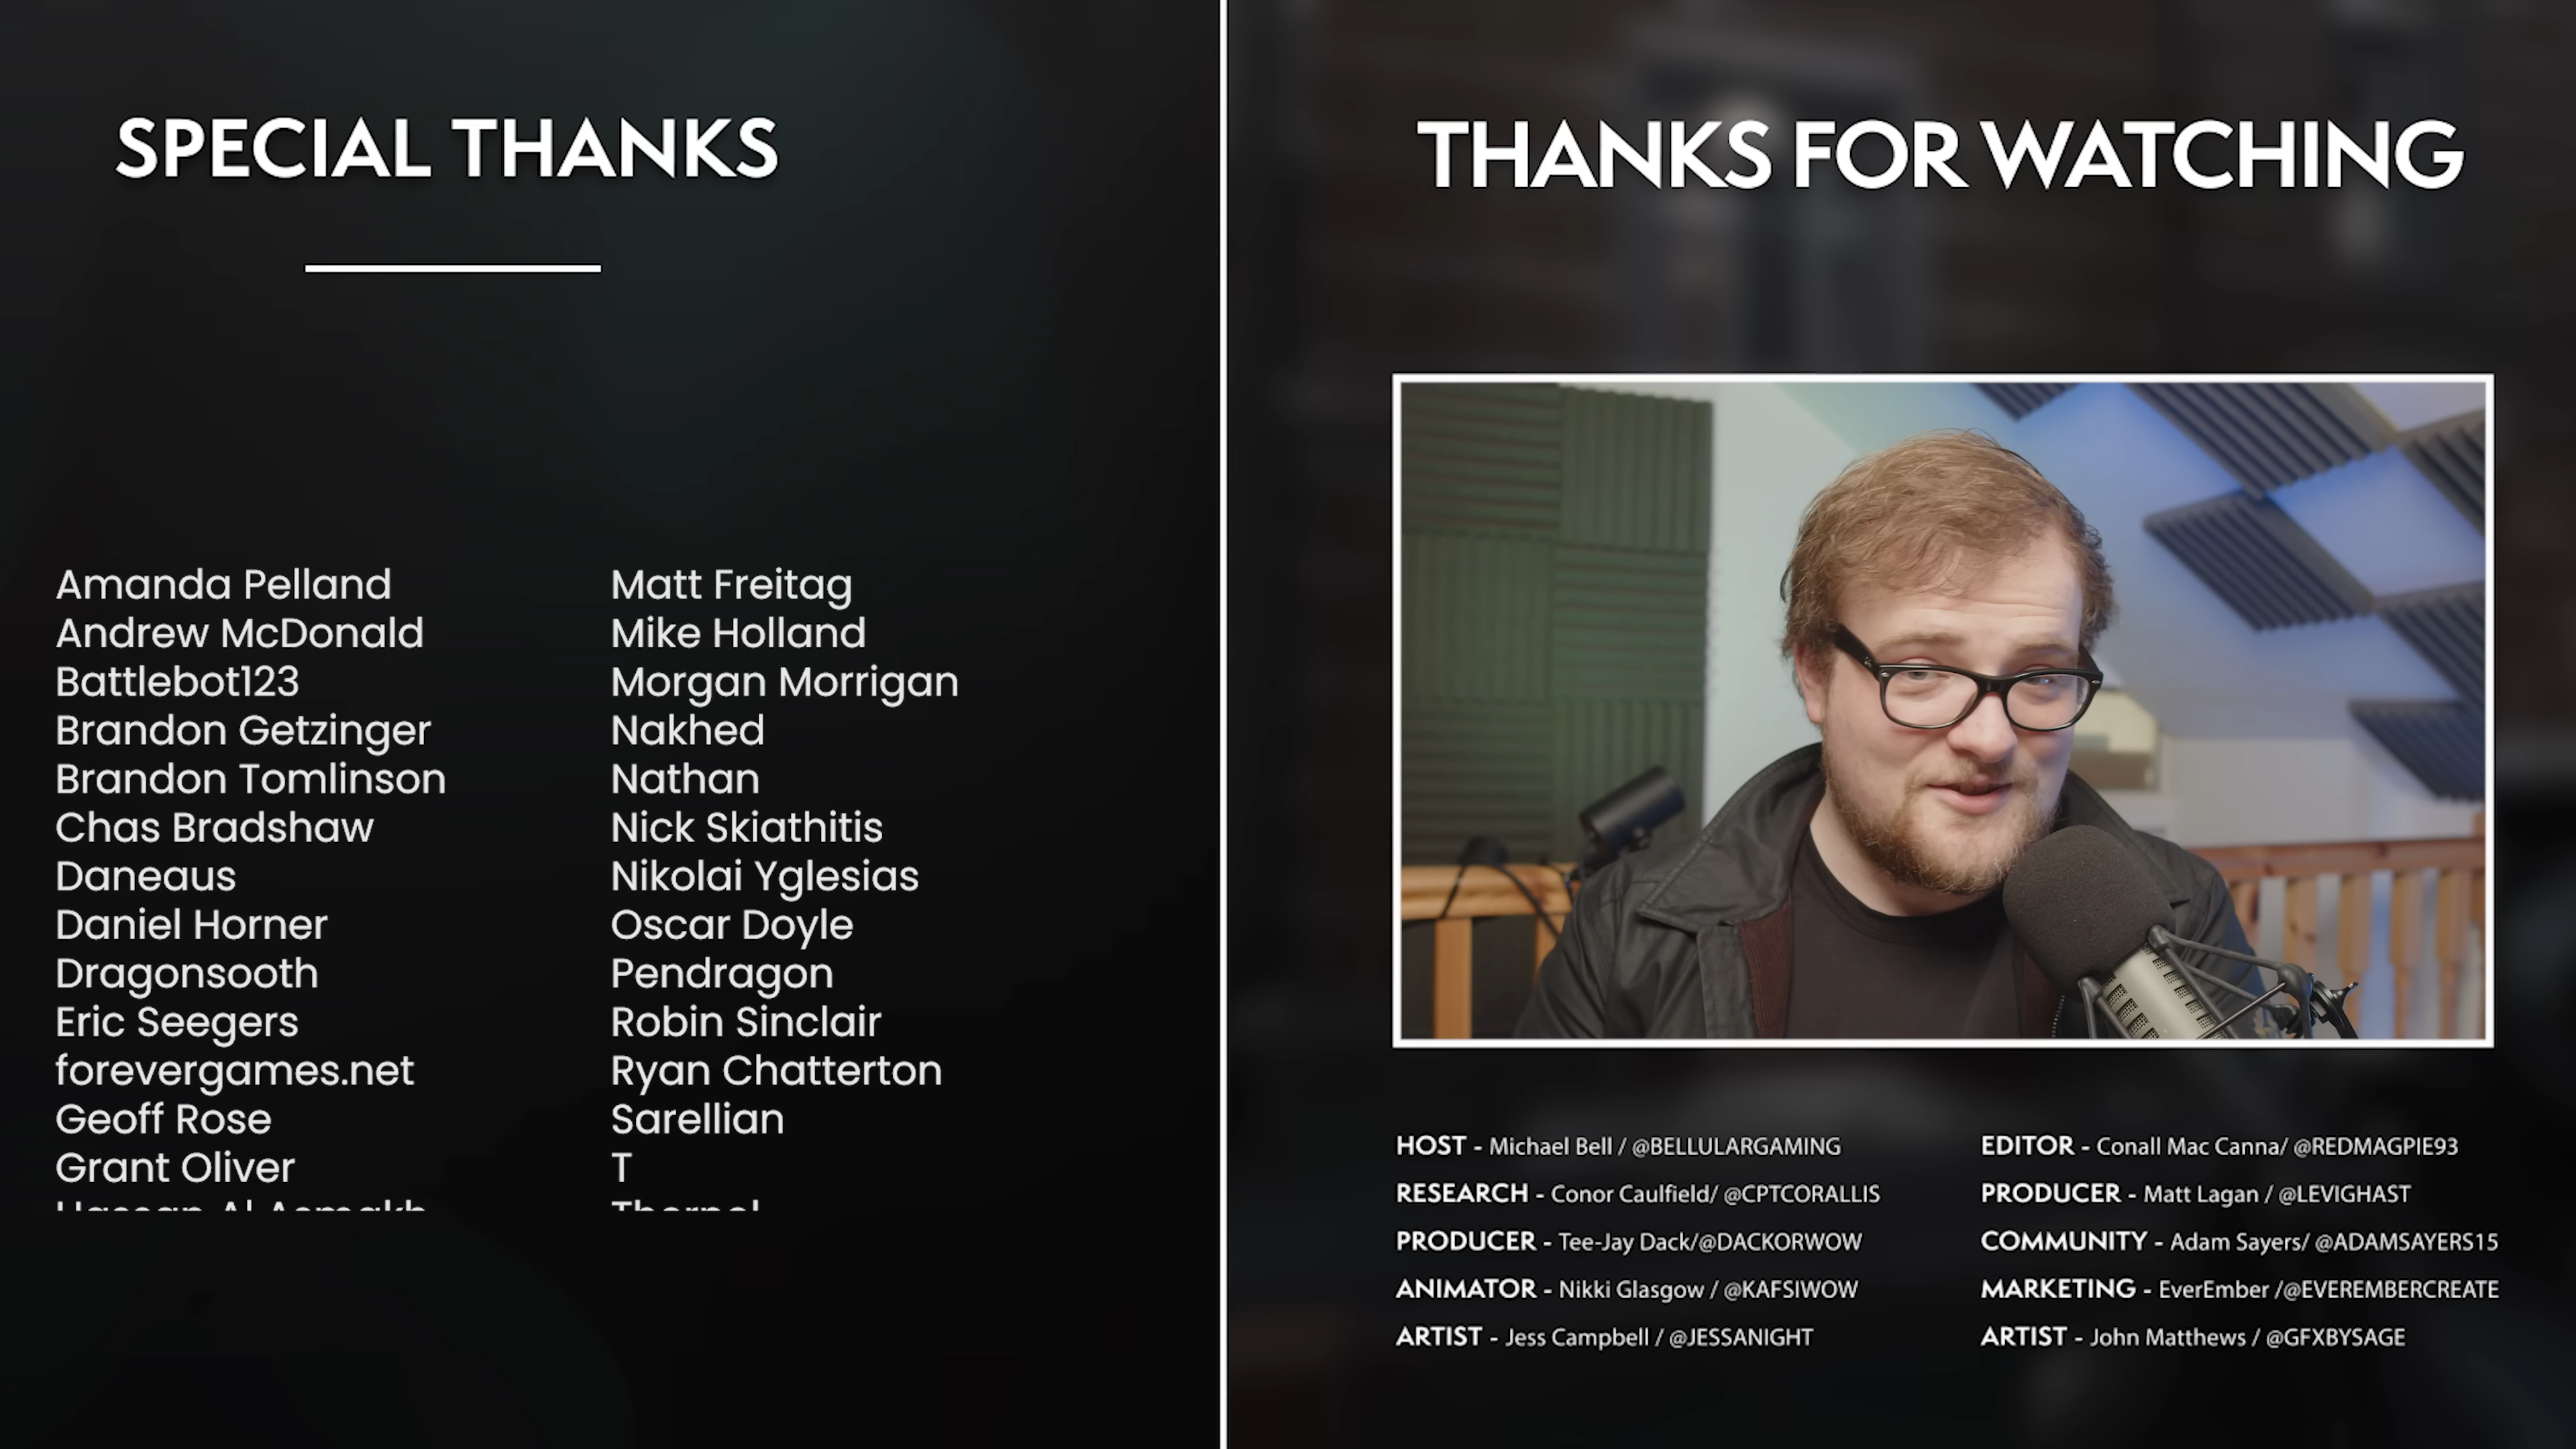 SPECIAL THANKS
Amanda Pelland
Andrew McDonald
Battlebot123
Brandon Getzinger
Brandon Tomlinson
Chas Bradshaw
Daneaus
Daniel Horner
Dragonsooth
Eric Seegers
forevergames.net
Geoff Rose
Grant Oliver
Matt Freitag
Mike Holland
Morgan Morrigan
Nakhed
Nathan
Nick Skiathitis
Nikolai Yglesias
Oscar Doyle
Pendragon
Robin Sinclair
Ryan Chatterton
Sarellian
T
THANKS FOR WATCHING
HOST - Michael Bell / @BELLULARGAMING
RESEARCH - Conor Caulfield/ @CPTCORALLIS
PRODUCER - Tee-Jay Dack/@DACKORWOW
ANIMATOR - Nikki Glasgow / @KAFSIWOW
ARTIST - Jess Campbell / @JESSANIGHT
EDITOR - Conall Mac Canna/ @REDMAGPIE93
PRODUCER - Matt Lagan / @LEVIGHAST
COMMUNITY - Adam Sayers/ @ADAMSAYERS15
MARKETING - EverEmber /@EVEREMBERCREATE
ARTIST - John Matthews / @GFXBYSAGE